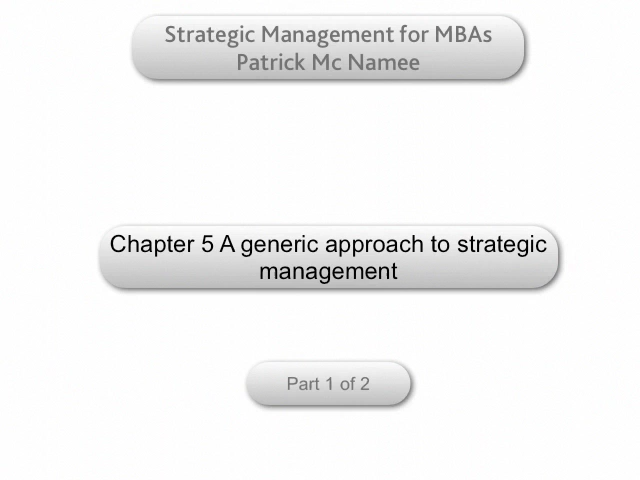 Strategic Management for MBAs
Patrick Mc Namee
Chapter 5 A generic approach to strategic
management
Part 1 of 2